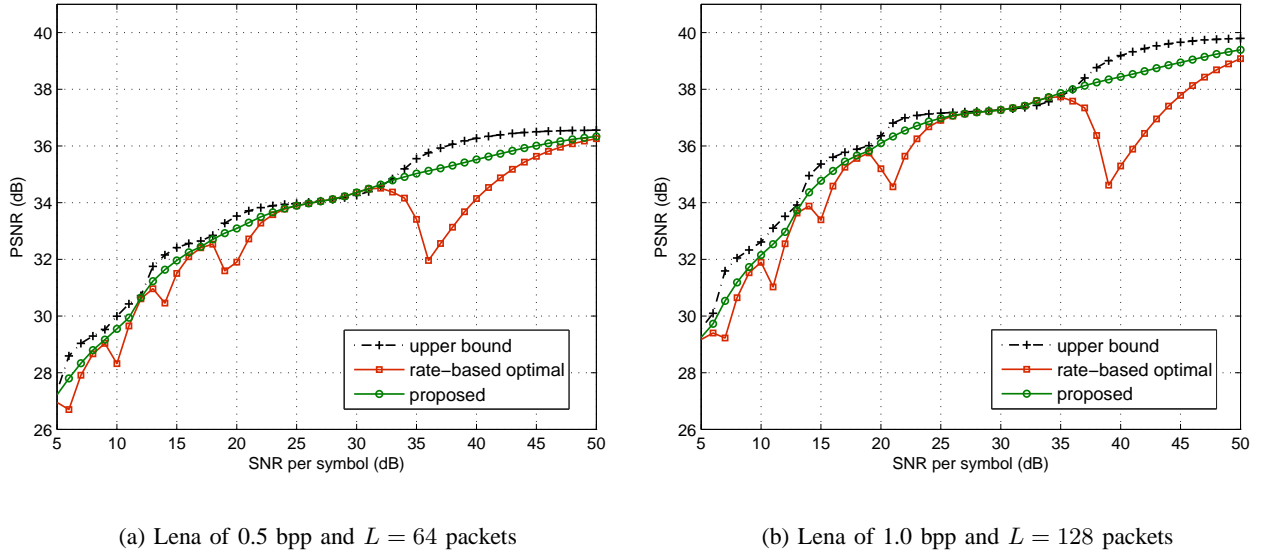 40
38
36
34
32
30
28
26
PSNR (dB)
5 10 15 20 25 30 35 40 45 50
SNR per symbol (dB)
upper bound
rate−based optimal
proposed
(a) Lena of 0.5 bpp and L = 64 packets
40
38
36
34
32
30
28
26
PSNR (dB)
5 10 15 20 25 30 35 40 45 50
SNR per symbol (dB)
upper bound
rate−based optimal
proposed
(b) Lena of 1.0 bpp and L = 128 packets